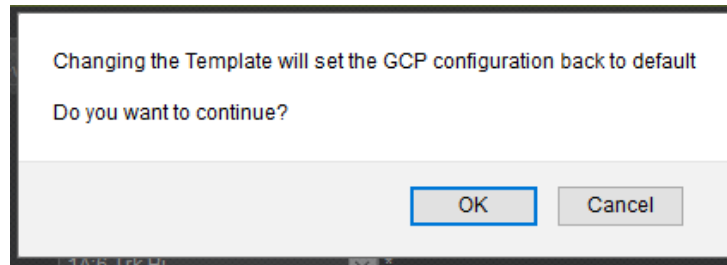 Changing the Template will set the GCP configuration back to default
Do you want to continue?
OK Cancel